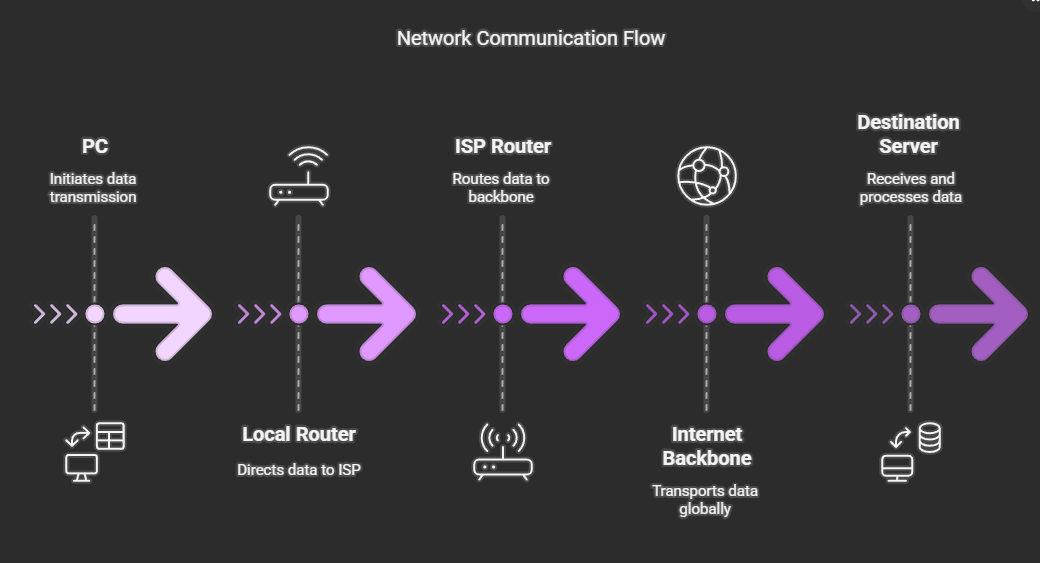 Network Communication Flow
PC
Initiates data
transmission
Local Router
Directs data to ISP
ISP Router
Routes data to
backbone
Internet
Backbone
Transports data
globally
Destination
Server
Receives and
processes data